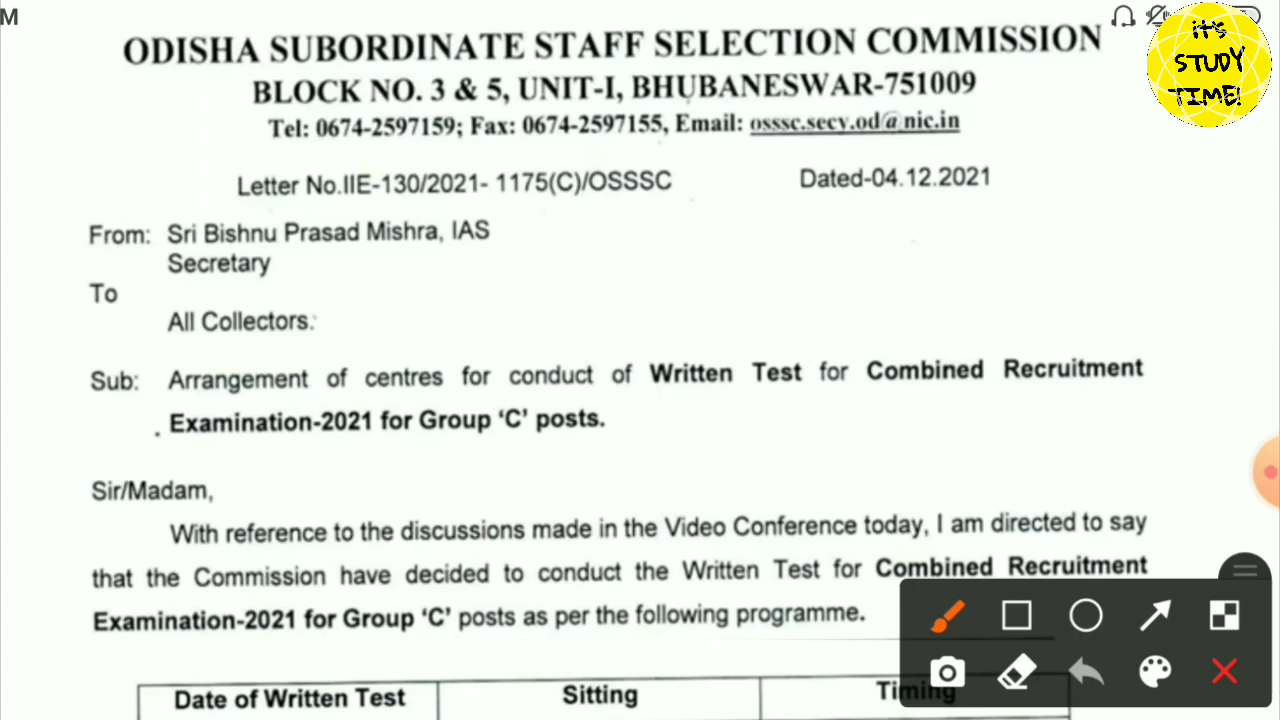 M
ODISHA SUBORDINATE STAFF SELECTION COMMISSION
BLOCK NO. 3 & 5, UNIT-I, BHUBANESWAR-751009
Tel: 0674-2597159; Fax: 0674-2597155, Email: osssc.secy.od@nic.in
iT's
STUDY
TIME!
Letter No.IIE-130/2021- 1175(C)/OSSSC Dated-04.12.2021
From: Sri Bishnu Prasad Mishra, IAS
Secretary
To
All Collectors.
Sub: Arrangement of centres for conduct of Written Test for Combined Recruitment
Examination-2021 for Group ‘C’ posts.
Sir/Madam,
With reference to the discussions made in the Video Conference today, I am directed to say
that the Commission have decided to conduct the Written Test for Combined Recruitment
Examination-2021 for Group ‘C’ posts as per the following programme.
Date of Written Test Sitting Timing